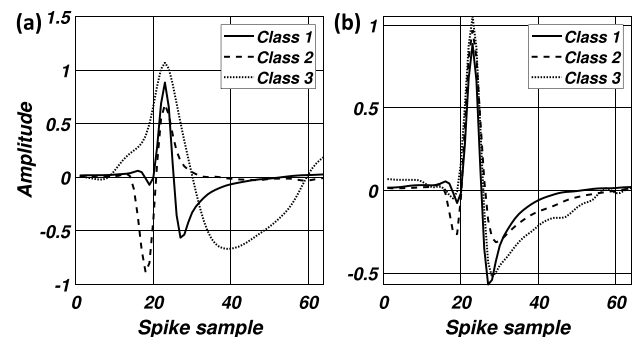 (a)
1.5
1
0.5
0
-0.5
-1
0 20 40 60
Amplitude
Spike sample
Class 1
Class 2
Class 3
(b)
1
0.5
0
-0.5
0 20 40 60
Spike sample
Class 1
Class 2
Class 3